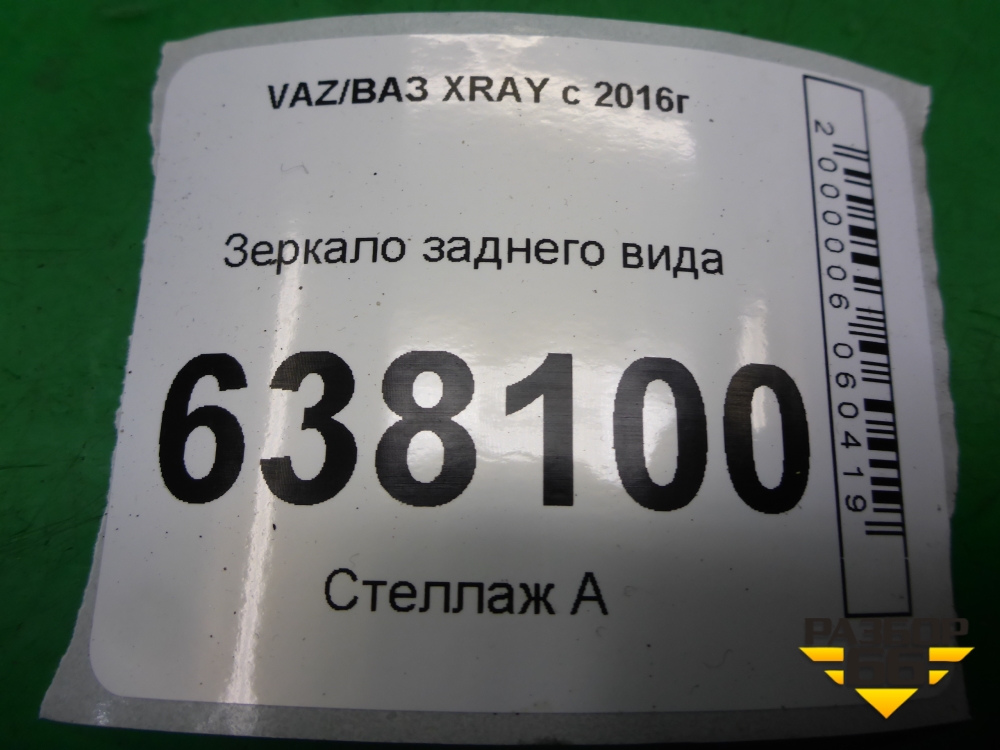 VAZ/ВАЗ XRAY с 2016г
Зеркало заднего вида
638100
Стеллаж А
2000006060419
РАЗБОР
66